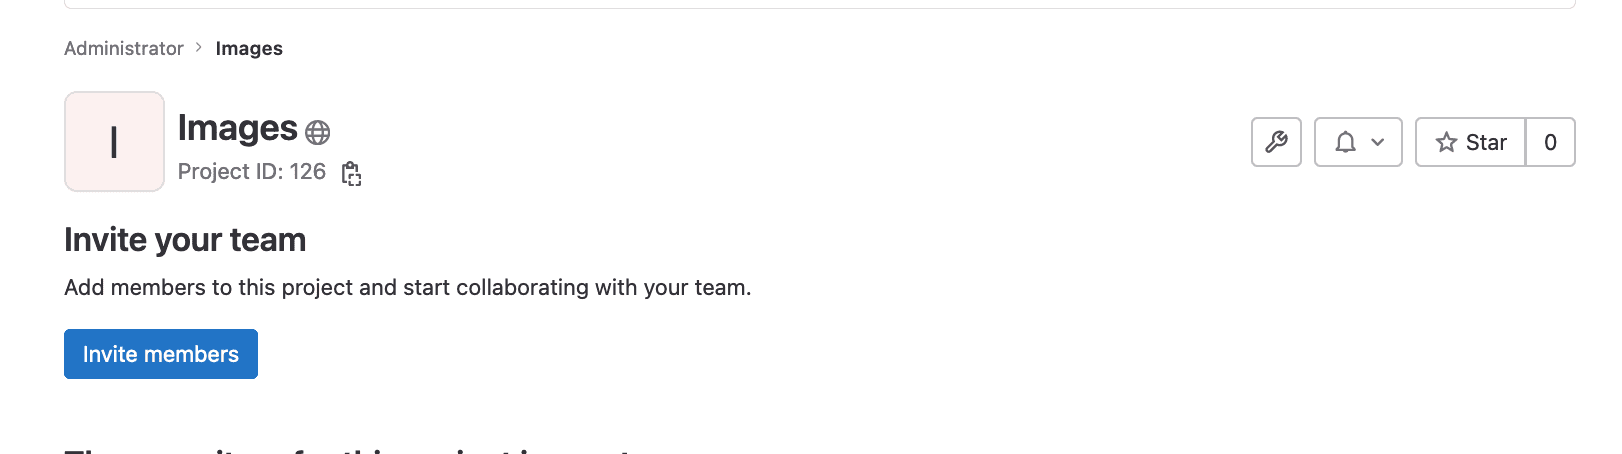 Administrator > Images
I
Images
Project ID: 126
Star 0
Invite your team
Add members to this project and start collaborating with your team.
Invite members